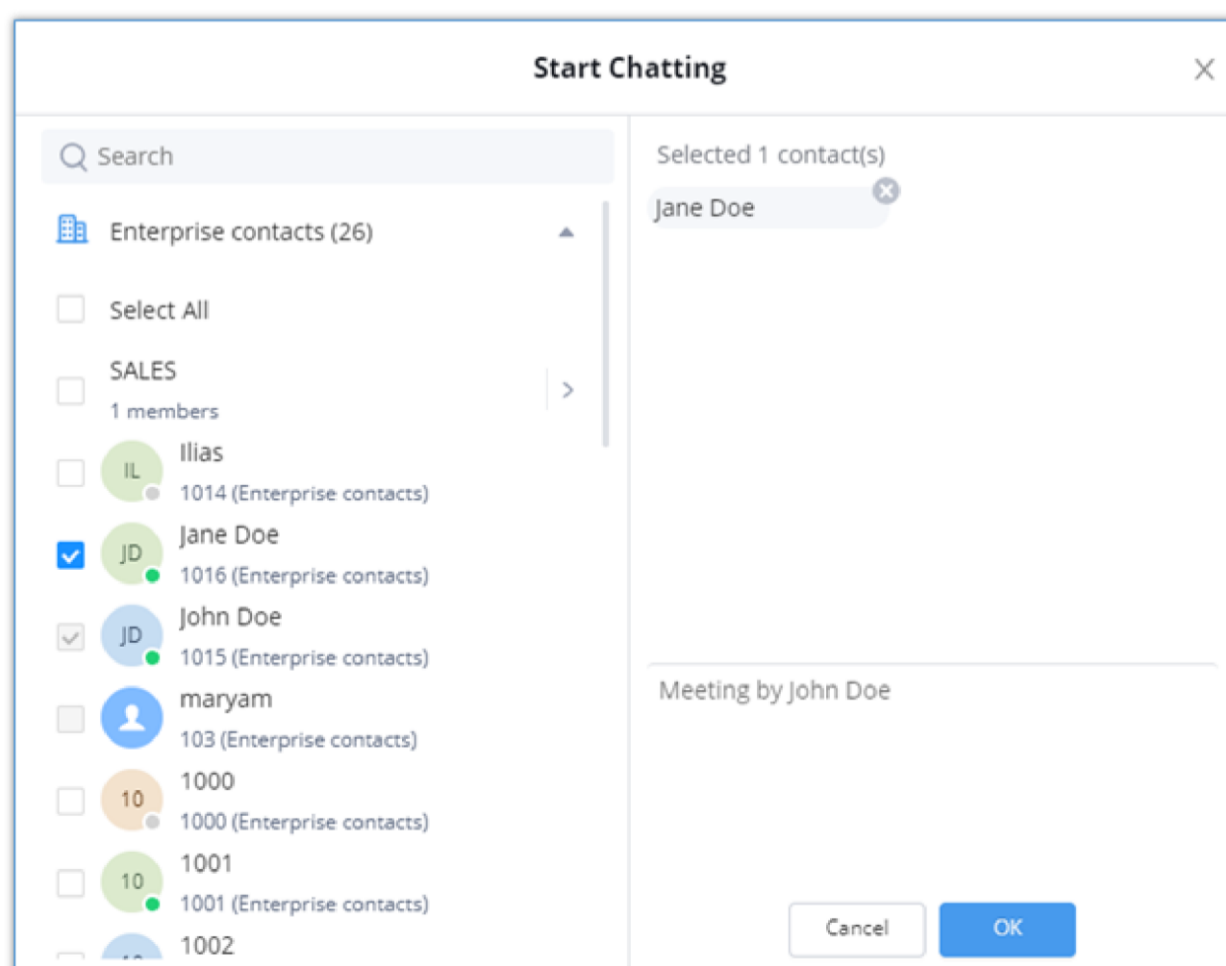 Start Chatting
Search
Enterprise contacts (26)
Select All
SALES
1 members
IL
Ilias
1014 (Enterprise contacts)
JD
Jane Doe
1016 (Enterprise contacts)
JD
John Doe
1015 (Enterprise contacts)
maryam
103 (Enterprise contacts)
10
1000
1000 (Enterprise contacts)
10
1001
1001 (Enterprise contacts)
1002
Selected 1 contact(s)
Jane Doe
Meeting by John Doe
Cancel
OK